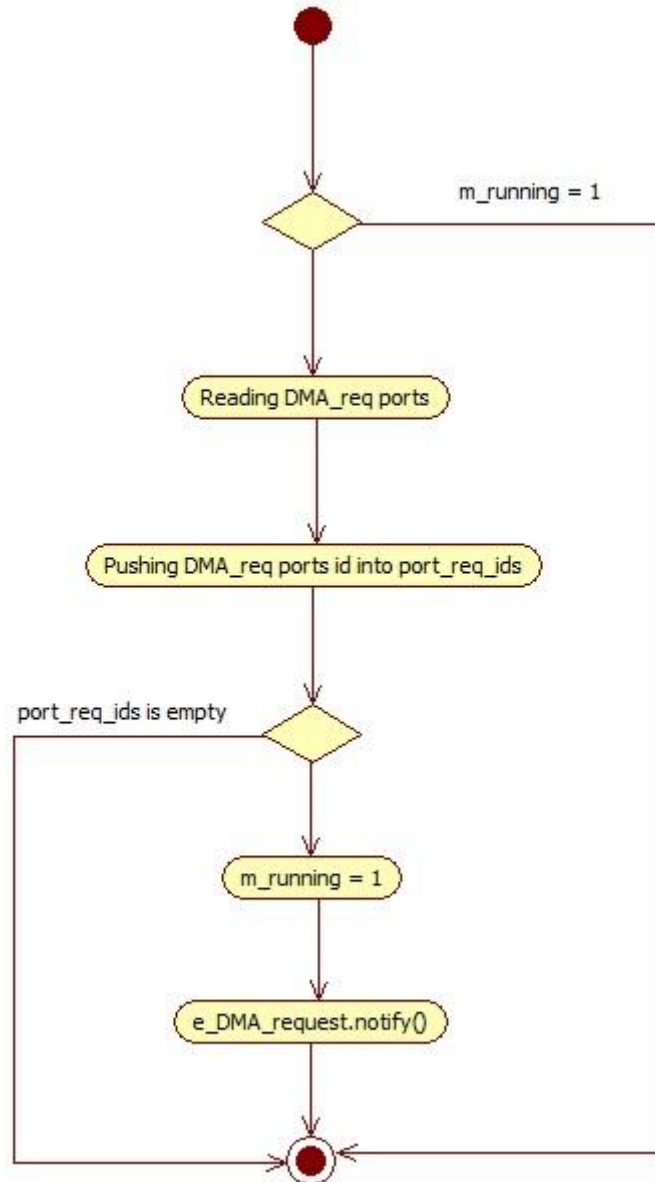 m_running = 1
Reading DMA_req ports
Pushing DMA_req ports id into port_req_ids
port_req_ids is empty
m_running = 1
e_DMA_request.notify()